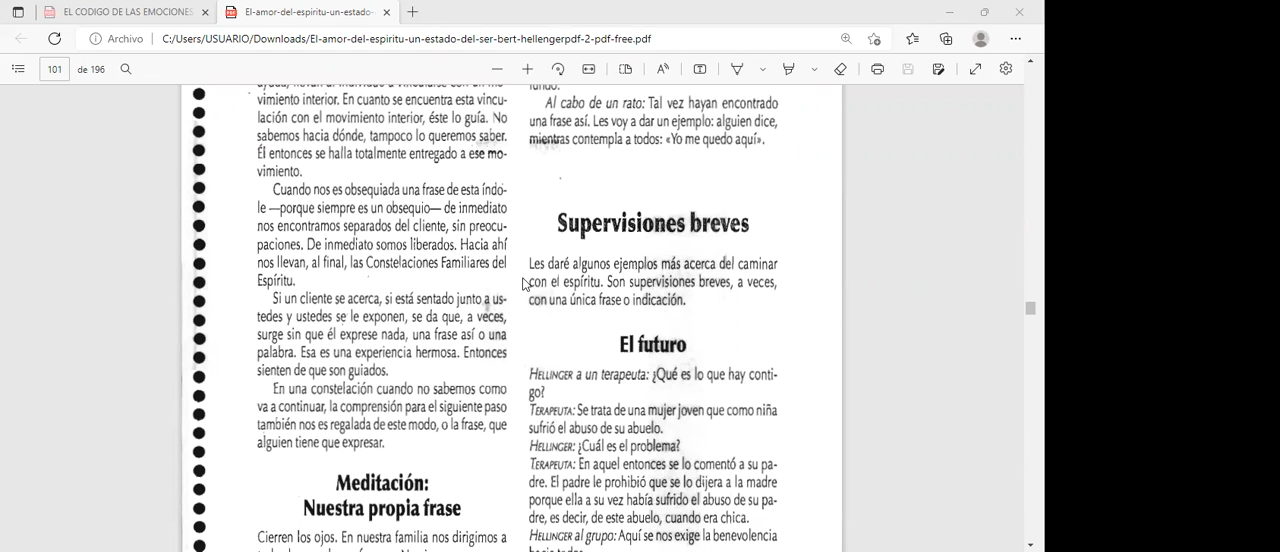 EL CODIGO DE LAS EMOCIONES
El-amor-del-espiritu-un-estado-
Archivo
C:/Users/USUARIO/Downloads/El-amor-del-espiritu-un-estado-del-ser-bert-hellengerpdf-2-pdf-free.pdf
101 de 196
vimiento interior. En cuanto se encuentra esta vincu-
lación con el movimiento interior, éste lo guía. No
sabemos hacia dónde, tampoco lo queremos saber.
Él entonces se halla totalmente entregado a ese mo-
vimiento.
Cuando nos es obsequiada una frase de esta índo-
le —porque siempre es un obsequio— de inmediato
nos encontramos separados del cliente, sin preocu-
paciones. De inmediato somos liberados. Hacia ahí
nos llevan, al final, las Constelaciones Familiares del
Espíritu.
Si un cliente se acerca, si está sentado junto a us-
tedes y ustedes se le exponen, se da que, a veces,
surge sin que él exprese nada, una frase así o una
palabra. Esa es una experiencia hermosa. Entonces
sienten de que son guiados.
En una constelación cuando no sabemos como
va a continuar, la comprensión para el siguiente paso
también nos es regalada de este modo, o la frase, que
alguien tiene que expresar.
Meditación:
Nuestra propia frase
Cierren los ojos. En nuestra familia nos dirigimos a
fundo.
Al cabo de un rato: Tal vez hayan encontrado
una frase así. Les voy a dar un ejemplo: alguien dice,
mientras contempla a todos: «Yo me quedo aquí».
Supervisiones breves
Les daré algunos ejemplos más acerca del caminar
con el espíritu. Son supervisiones breves, a veces,
con una única frase o indicación.
El futuro
HELLINGER a un terapeuta: ¿Qué es lo que hay conti-
go?
TERAPEUTA: Se trata de una mujer joven que como niña
sufrió el abuso de su abuelo.
HELLINGER: ¿Cuál es el problema?
TERAPEUTA: En aquel entonces se lo comentó a su pa-
dre. El padre le prohibió que se lo dijera a la madre
porque ella a su vez había sufrido el abuso de su pa-
dre, es decir, de este abuelo, cuando era chica.
HELLINGER al grupo: Aquí se nos exige la benevolencia